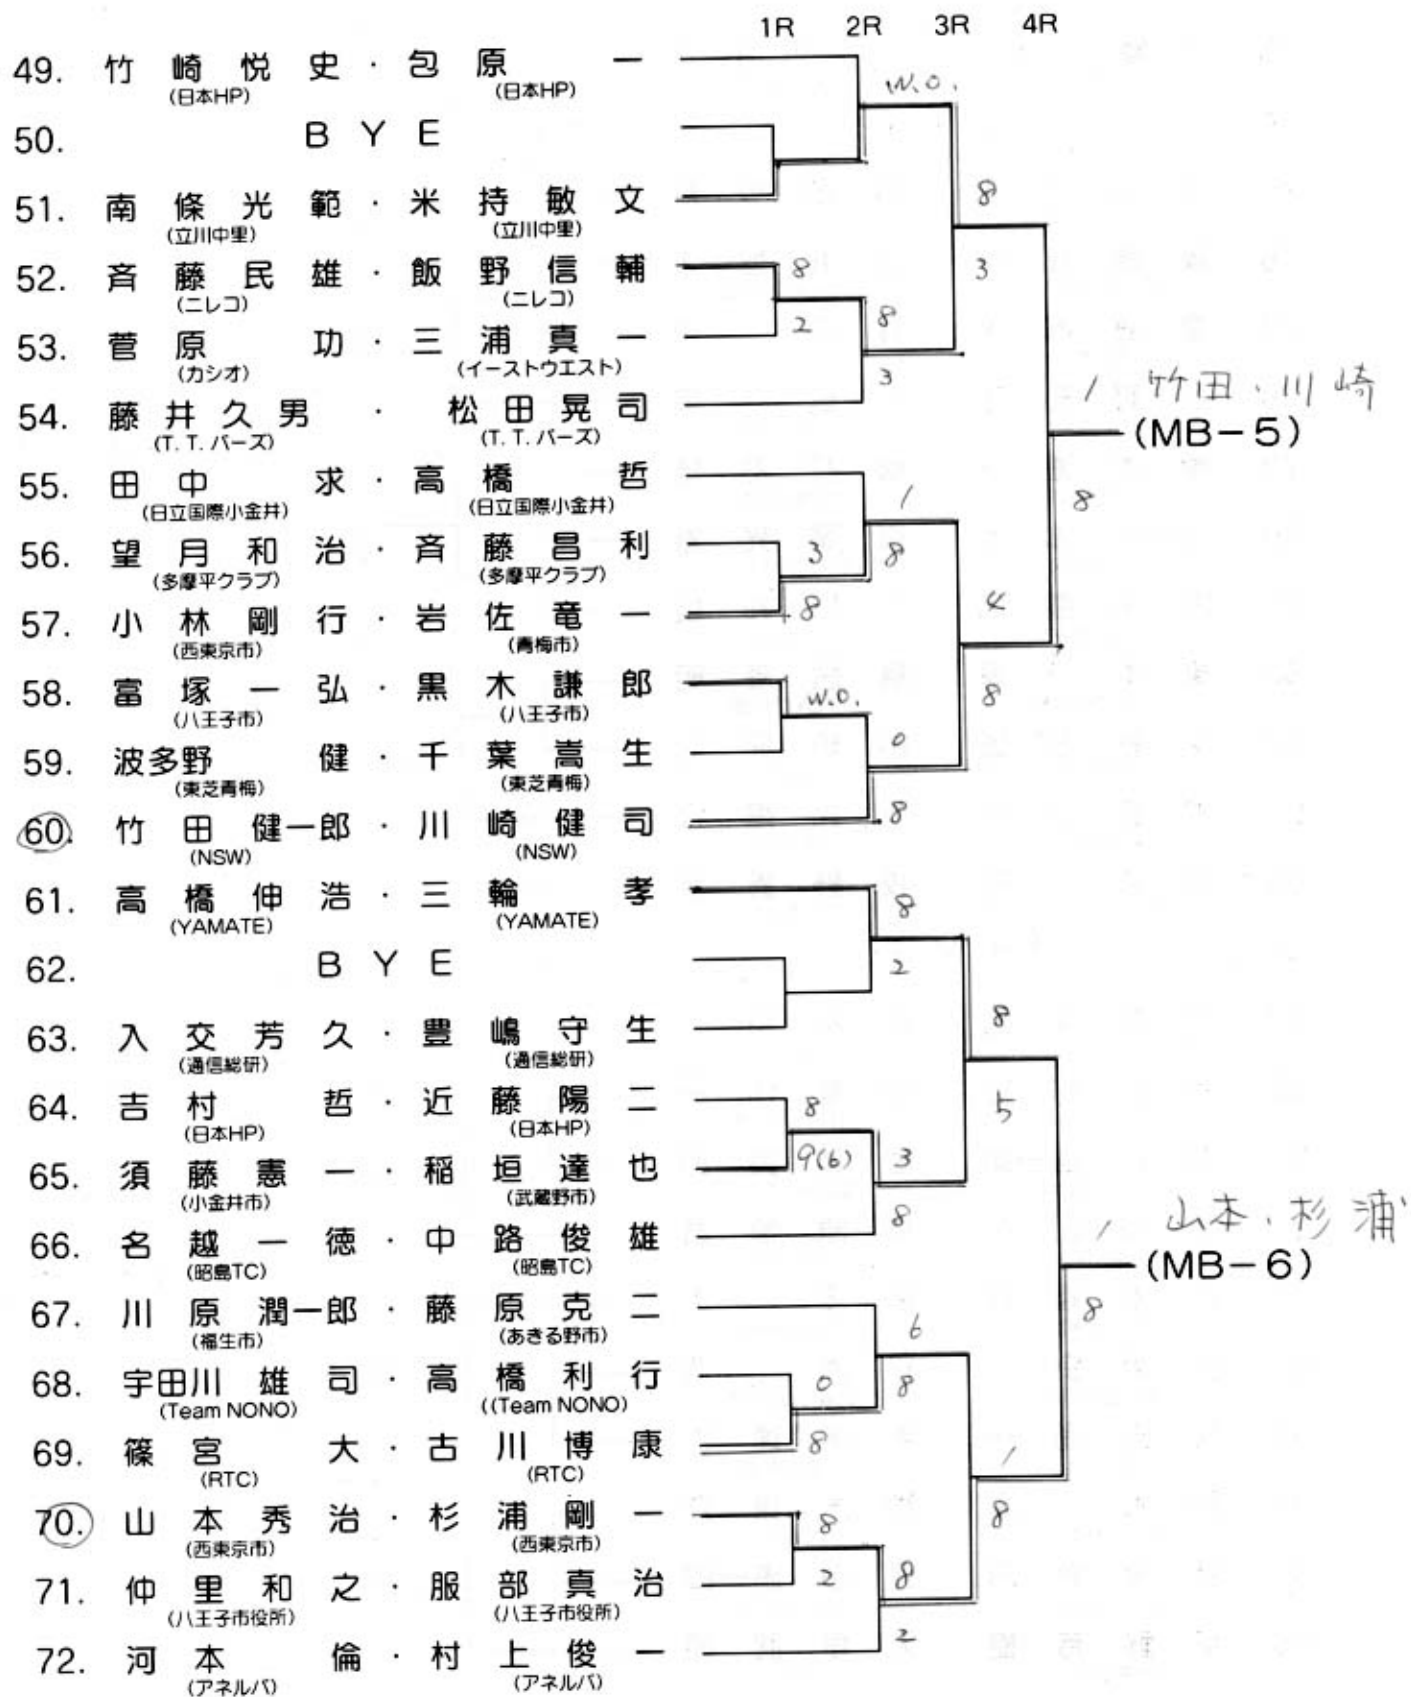 1R 2R 3R 4R
49. 竹崎悦史・包原一
(日本HP) (日本HP)
W.O.
50. BYE
51. 南條光範・米持敏文
(立川中里) (立川中里)
8
52. 斉藤民雄・飯野信輔
(ニレコ) (ニレコ)
8 3
2 8
53. 菅原功・三浦真一
(カシオ) (イーストウエスト)
3
1 竹田・川崎
54. 藤井久男・松田晃司
(T.T.バーズ) (T.T.バーズ)
(MB-5)
55. 田中求・高橋哲
(日立国際小金井) (日立国際小金井)
1 8
56. 望月和治・斉藤昌利
(多摩平クラブ) (多摩平クラブ)
3 8
57. 小林剛行・岩佐竜一
(西東京市) (青梅市)
8 4
58. 富塚一弘・黒木謙郎
(八王子市) (八王子市)
W.O. 8
59. 波多野健・千葉嵩生
(東芝青梅) (東芝青梅)
0
60. 竹田健一郎・川崎健司
(NSW) (NSW)
8
61. 高橋伸浩・三輪孝
(YAMATE) (YAMATE)
8
62. BYE
2
63. 入交芳久・豊嶋守生
(通信総研) (通信総研)
8
64. 吉村哲・近藤陽二
(日本HP) (日本HP)
8 5
65. 須藤憲一・稲垣達也
(小金井市) (武蔵野市)
9(6) 3
66. 名越一徳・中路俊雄
(昭島TC) (昭島TC)
8
1 山本・杉浦
(MB-6)
67. 川原潤一郎・藤原克二
(福生市) (あきる野市)
6 8
68. 宇田川雄司・高橋利行
(Team NONO) ((Team NONO)
0 8
69. 篠宮大・古川博康
(RTC) (RTC)
8 1
70. 山本秀治・杉浦剛一
(西東京市) (西東京市)
8 8
71. 仲里和之・服部真治
(八王子市役所) (八王子市役所)
2 8
72. 河本倫・村上俊一
(アネルバ) (アネルバ)
2